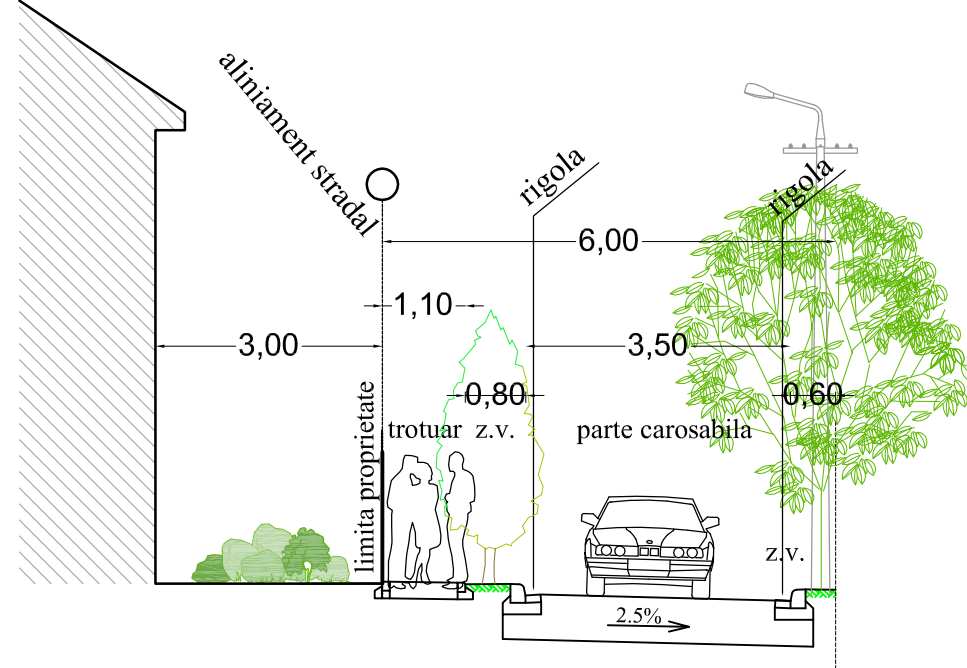 aliniament stradal
rigola
rigola
6,00
1,10
3,00
3,50
0,80
0,60
limita proprietate
trotuar z.v.
parte carosabila
z.v.
2.5%